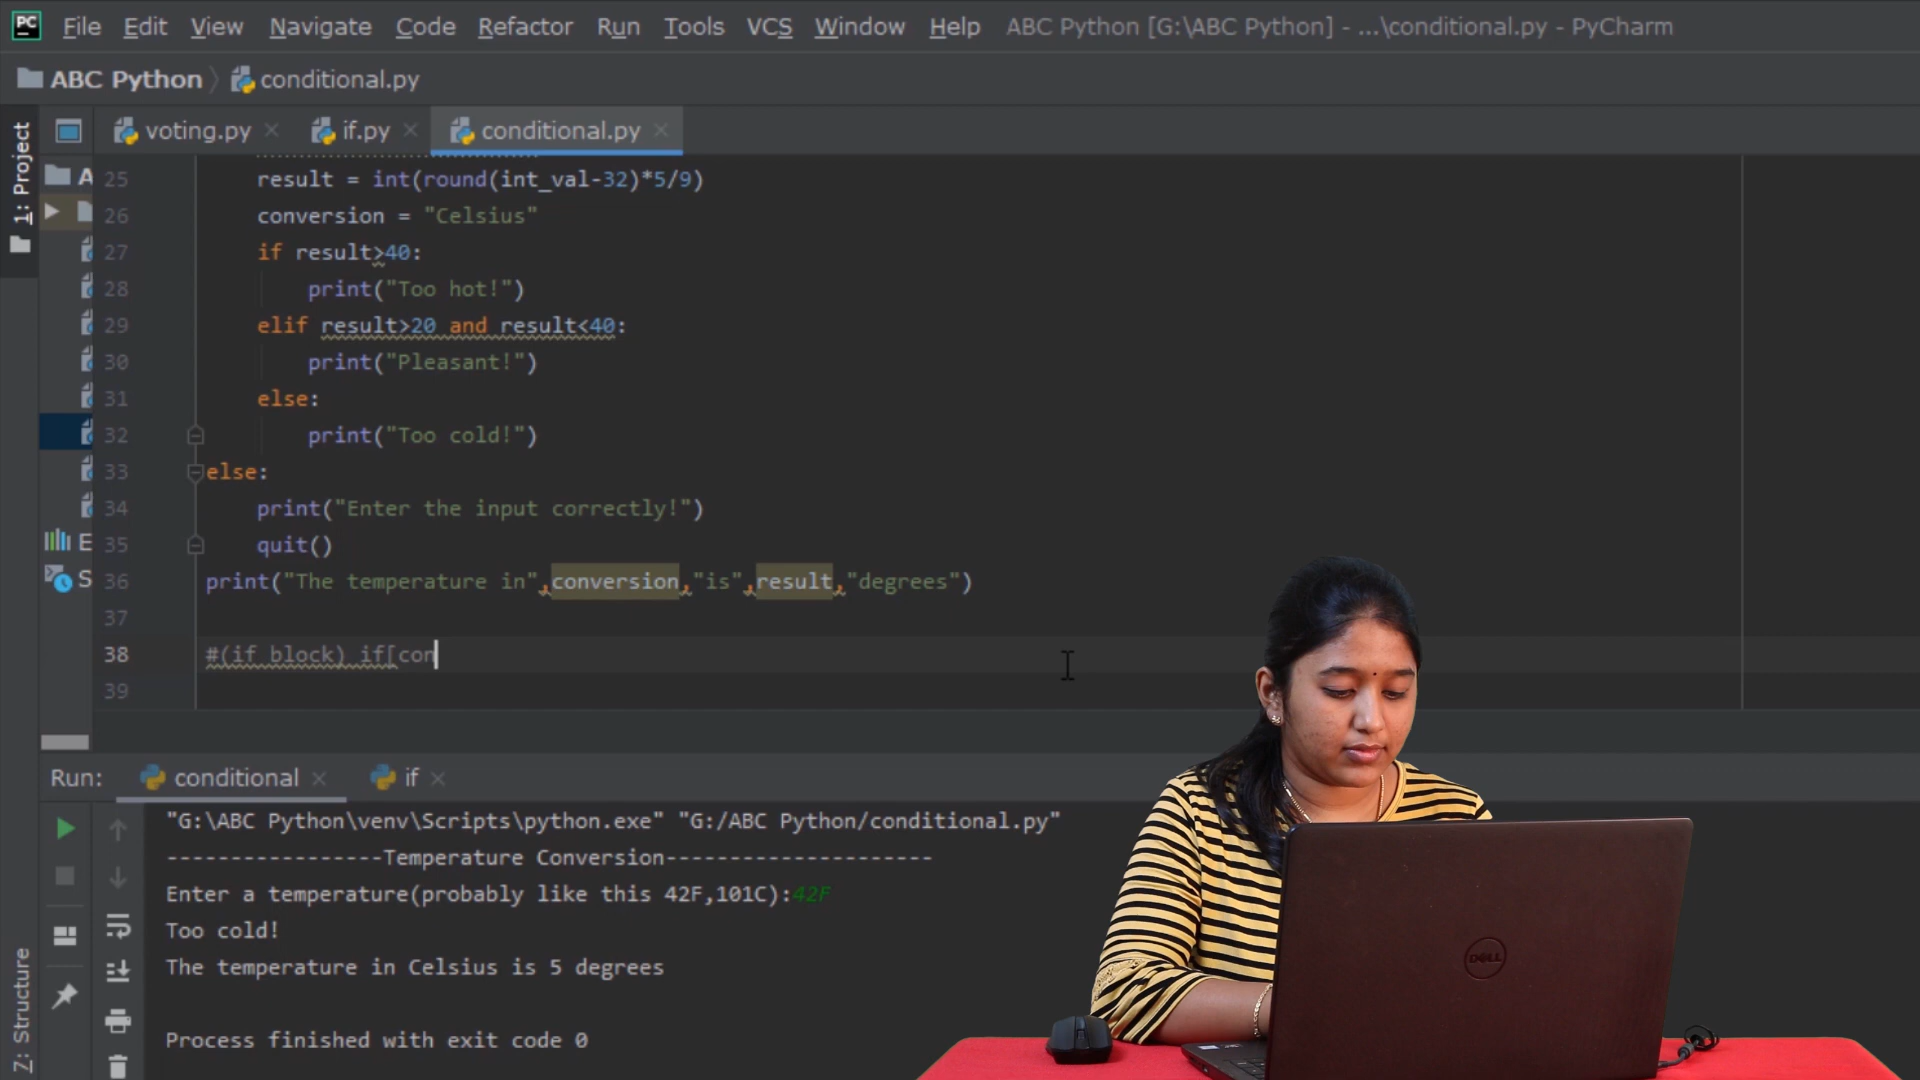 PC File Edit View Navigate Code Refactor Run Tools VCS Window Help ABC Python [G:\ABC Python] - ...\conditional.py - PyCharm
ABC Python conditional.py
1: Project
voting.py if.py conditional.py
A
25 result = int(round(int_val-32)*5/9)
26 conversion = "Celsius"
27 if result>40:
28 print("Too hot!")
29 elif result>20 and result<40:
30 print("Pleasant!")
31 else:
32 print("Too cold!")
33 else:
34 print("Enter the input correctly!")
E 35 quit()
S 36 print("The temperature in",conversion,"is",result,"degrees")
37
38 #(if block) if[con
39
Run: conditional if
"G:\ABC Python\venv\Scripts\python.exe" "G:/ABC Python/conditional.py"
-----------------Temperature Conversion---------------------
Enter a temperature(probably like this 42F,101C):42F
Too cold!
The temperature in Celsius is 5 degrees
Process finished with exit code 0
Z: Structure
DELL